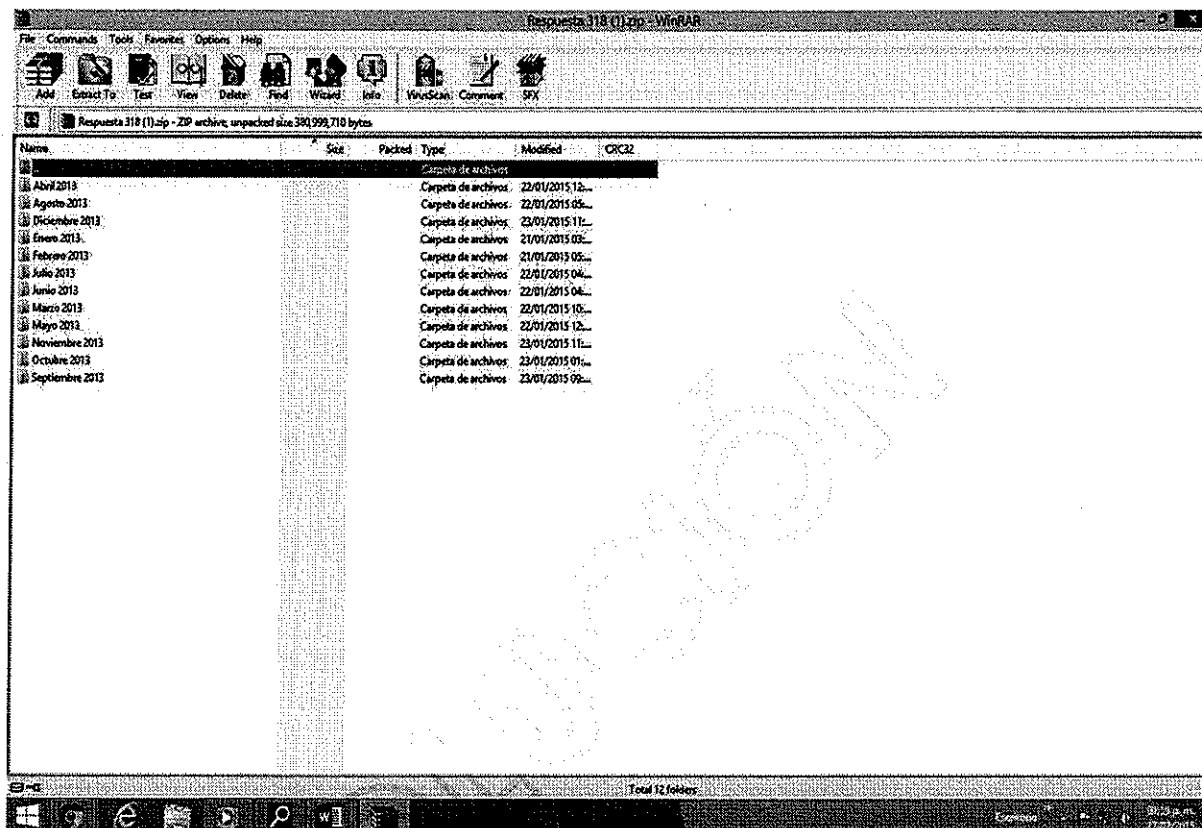 Respuesta 318 (1).zip - WinRAR
File Commands Tools Favorites Options Help
Add Extract To Test View Delete Find Wizard Info VirusScan Comment SFX
Respuesta 318 (1).zip - ZIP archive, unpacked size 380,999,718 bytes
Name Size Packed Type Modified CRC32
.. Carpeta de archivos
Abril 2013 Carpeta de archivos 22/01/2015 12:...
Agosto 2013 Carpeta de archivos 22/01/2015 05:...
Diciembre 2013 Carpeta de archivos 23/01/2015 11:...
Enero 2013 Carpeta de archivos 21/01/2015 03:...
Febrero 2013 Carpeta de archivos 21/01/2015 05:...
Julio 2013 Carpeta de archivos 22/01/2015 04:...
Junio 2013 Carpeta de archivos 22/01/2015 04:...
Marzo 2013 Carpeta de archivos 22/01/2015 10:...
Mayo 2013 Carpeta de archivos 22/01/2015 12:...
Noviembre 2013 Carpeta de archivos 23/01/2015 11:...
Octubre 2013 Carpeta de archivos 23/01/2015 01:...
Septiembre 2013 Carpeta de archivos 23/01/2015 09:...
Total 12 folders